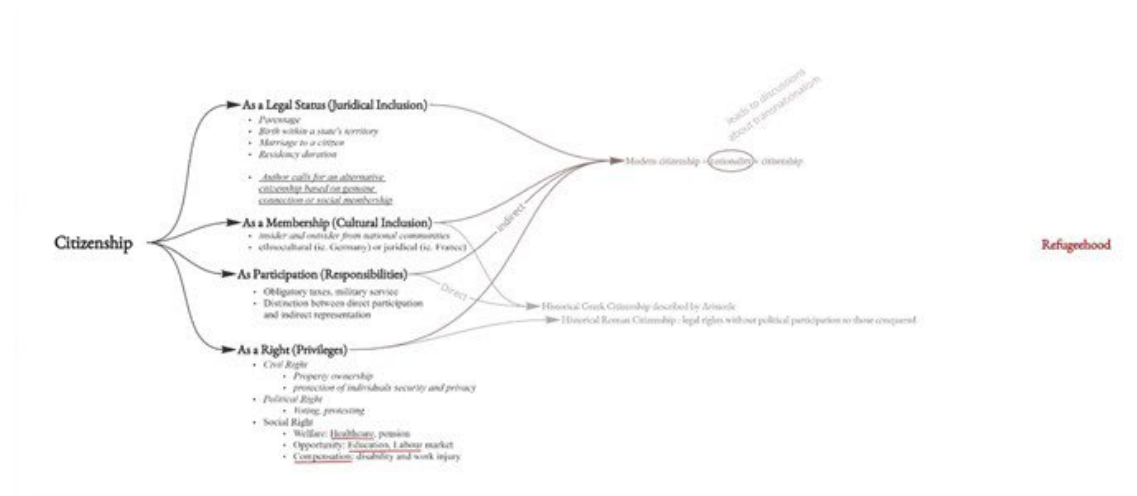 leads to discussions
about transnationalism
As a Legal Status (Juridical Inclusion)
Parentage
Birth within a state's territory
Marriage to a citizen
Residency duration
Author calls for an alternative
citizenship based on genuine
connection or social membership
Modern citizenship - nationality - citizenship
As a Membership (Cultural Inclusion)
insider and outsider from national communities
ethnocultural (ie. Germany) or juridical (ie. France)
indirect
Citizenship
Refugeehood
As Participation (Responsibilities)
Obligatory taxes, military service
Distinction between direct participation
and indirect representation
Direct
Historical Greek Citizenship described by Aristotle
Historical Roman Citizenship : legal rights without political participation to those conquered
As a Right (Privileges)
Civil Right
Property ownership
protection of individuals security and privacy
Political Right
Voting, protesting
Social Right
Welfare: Healthcare, pension
Opportunity: Education, Labour market
Compensation: disability and work injury